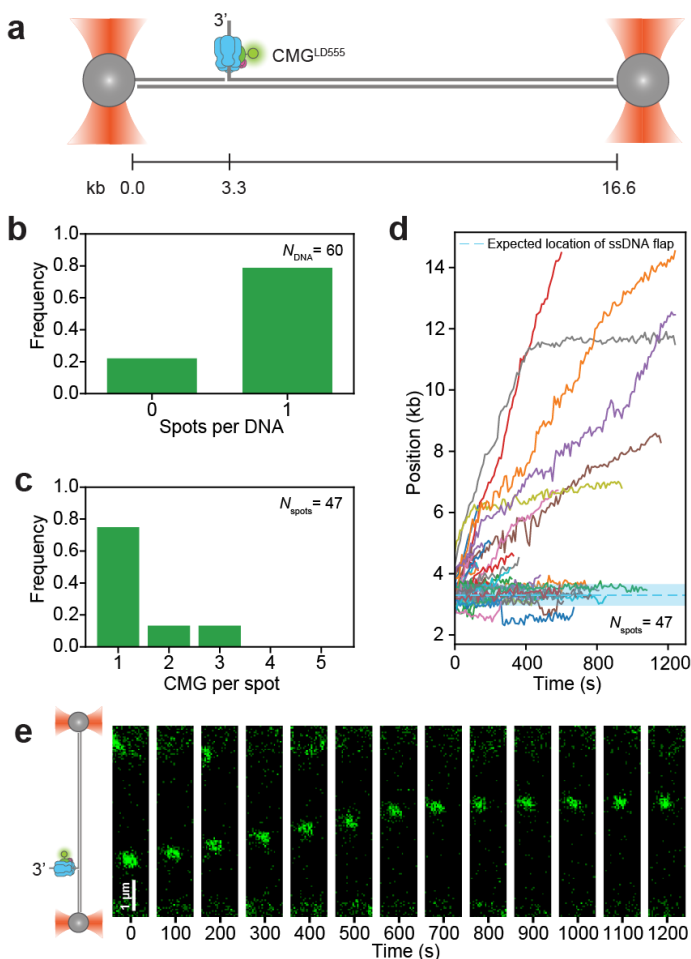 a
3'
CMG^LD555
kb 0.0 3.3 16.6
b
N_DNA = 60
Frequency
1.0
0.8
0.6
0.4
0.2
0.0
0 1
Spots per DNA
c
N_spots = 47
Frequency
1.0
0.8
0.6
0.4
0.2
0.0
1 2 3 4 5
CMG per spot
d
Expected location of ssDNA flap
Position (kb)
14
12
10
8
6
4
2
N_spots = 47
0 400 800 1200
Time (s)
e
3'
1 μm
0 100 200 300 400 500 600 700 800 900 1000 1100 1200
Time (s)